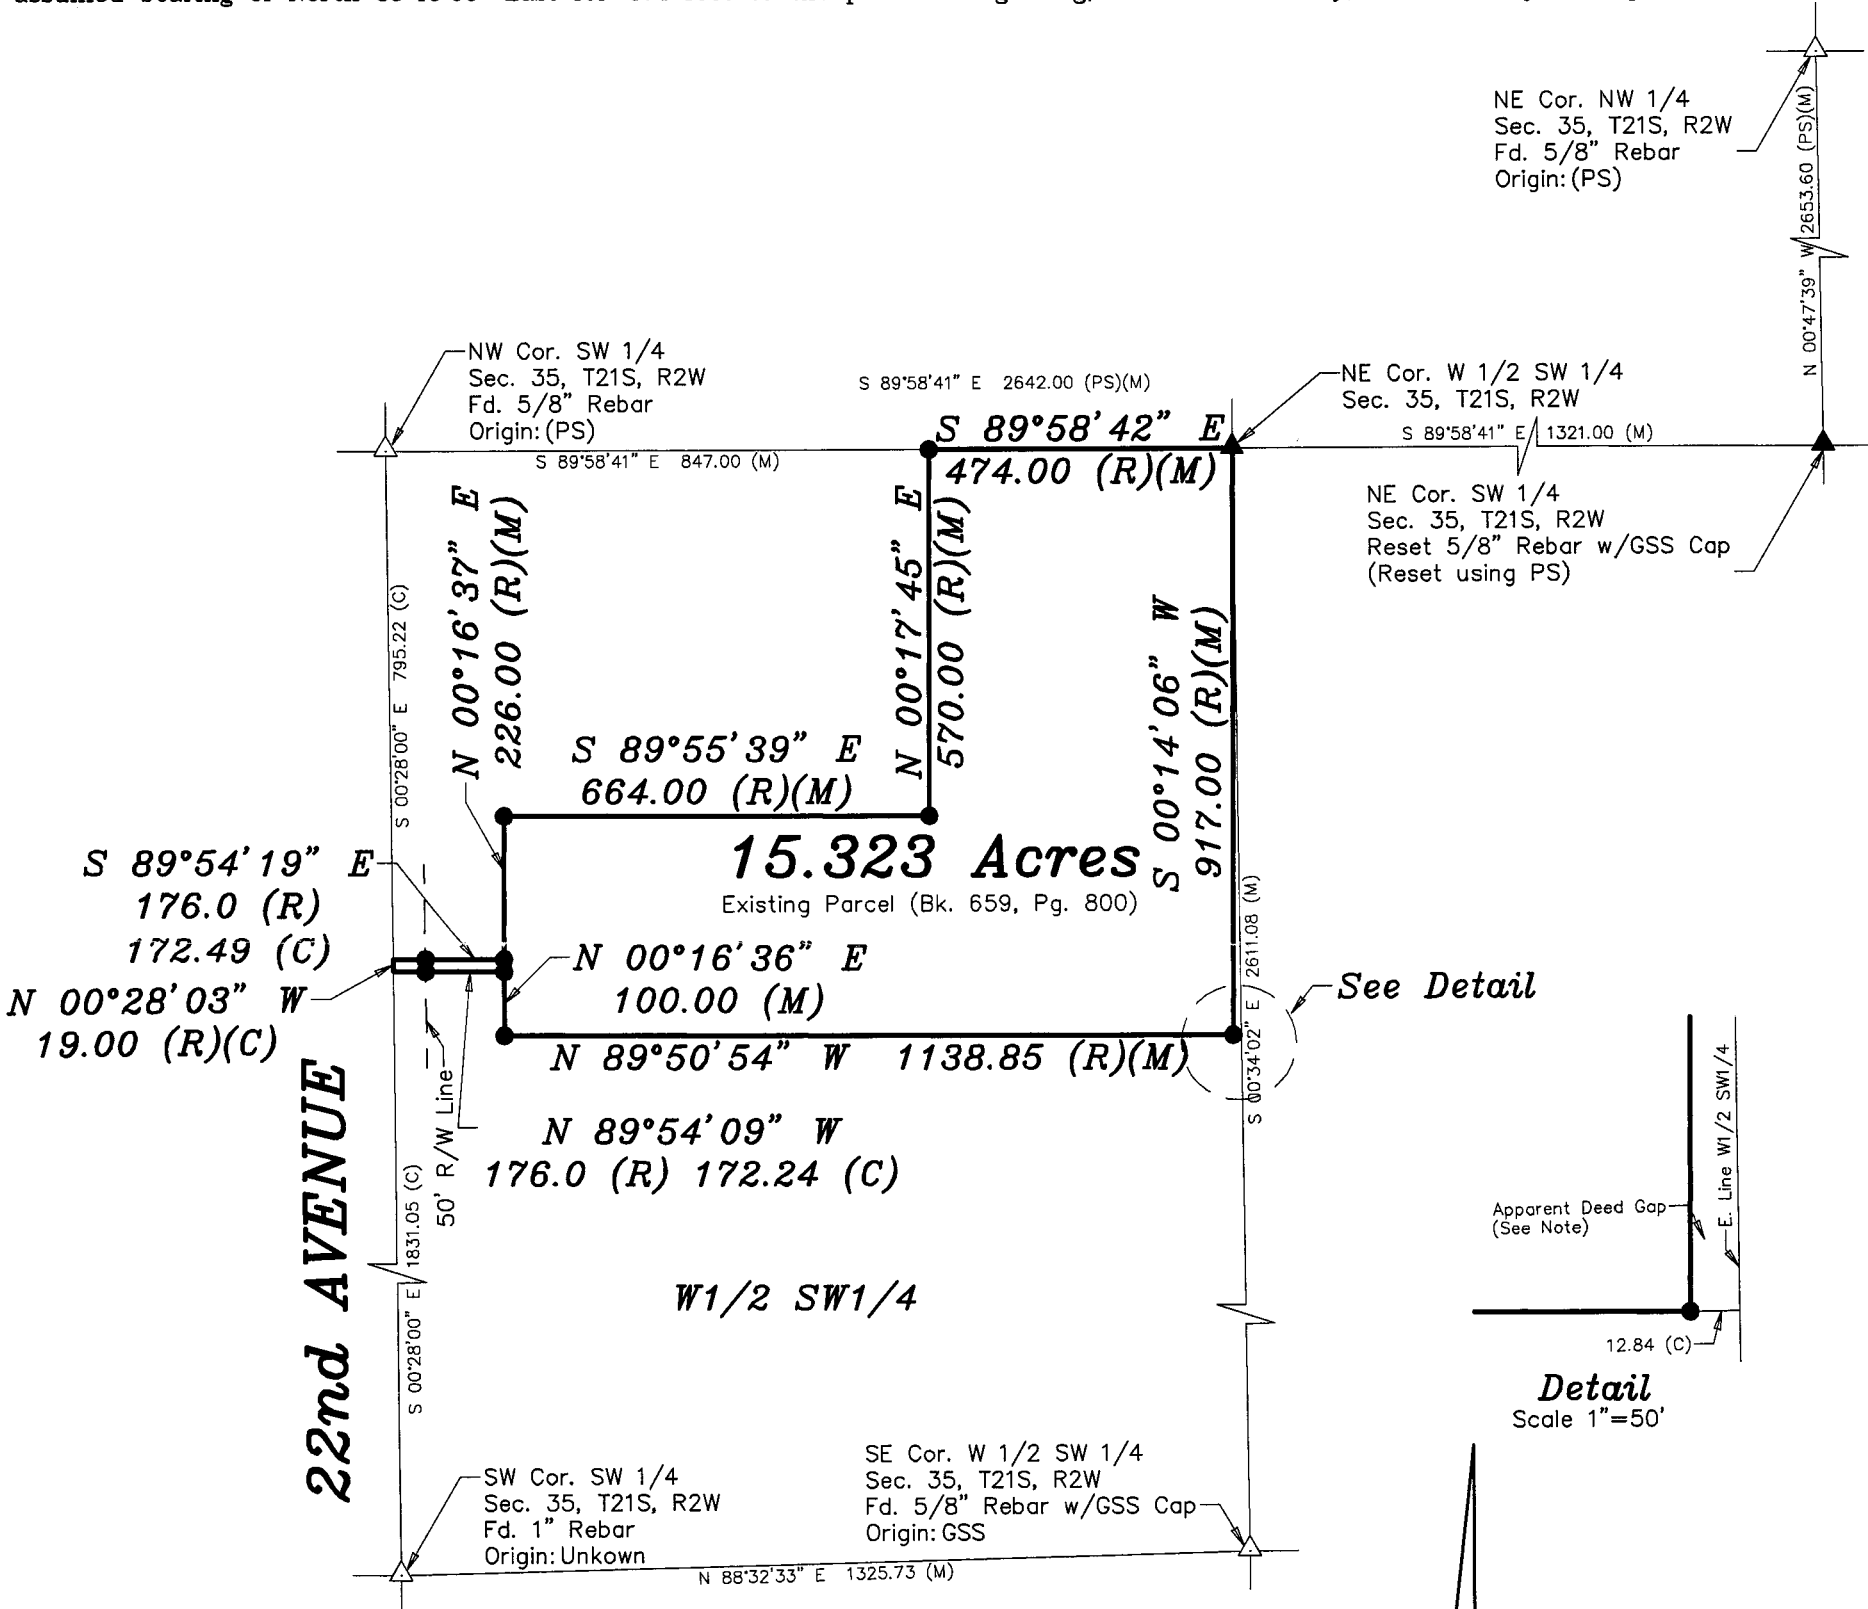 NE Cor. NW 1/4
Sec. 35, T21S, R2W
Fd. 5/8" Rebar
Origin: (PS)
N 00°47'39" W 2653.60 (PS)(M)
NW Cor. SW 1/4
Sec. 35, T21S, R2W
Fd. 5/8" Rebar
Origin: (PS)
S 89°58'41" E 2642.00 (PS)(M)
NE Cor. W 1/2 SW 1/4
Sec. 35, T21S, R2W
S 89°58'41" E 1321.00 (M)
S 89°58'41" E 847.00 (M)
S 89°58'42" E
474.00 (R)(M)
NE Cor. SW 1/4
Sec. 35, T21S, R2W
Reset 5/8" Rebar w/GSS Cap
(Reset using PS)
S 00°28'00" E 795.22 (C)
N 00°16'37" E
226.00 (R)(M)
N 00°17'45" E
570.00 (R)(M)
S 00°14'06" W
917.00 (R)(M)
S 89°55'39" E
664.00 (R)(M)
15.323 Acres
Existing Parcel (Bk. 659, Pg. 800)
S 89°54'19" E
176.0 (R)
172.49 (C)
N 00°28'03" W
19.00 (R)(C)
N 00°16'36" E
100.00 (M)
S 00°34'02" E 2611.08 (M)
See Detail
N 89°50'54" W 1138.85 (R)(M)
50' R/W Line
N 89°54'09" W
176.0 (R) 172.24 (C)
22nd AVENUE
S 00°28'00" E 1831.05 (C)
W1/2 SW1/4
E. Line W1/2 SW1/4
Apparent Deed Gap
(See Note)
12.84 (C)
Detail
Scale 1"=50'
SW Cor. SW 1/4
Sec. 35, T21S, R2W
Fd. 1" Rebar
Origin: Unkown
SE Cor. W 1/2 SW 1/4
Sec. 35, T21S, R2W
Fd. 5/8" Rebar w/GSS Cap
Origin: GSS
N 88°32'33" E 1325.73 (M)